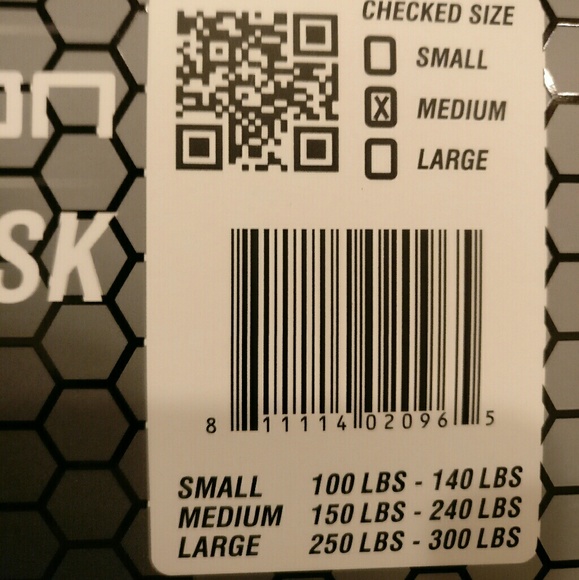 CHECKED SIZE
SMALL
X MEDIUM
LARGE
SK
8 11114 02096 5
SMALL 100 LBS - 140 LBS
MEDIUM 150 LBS - 240 LBS
LARGE 250 LBS - 300 LBS